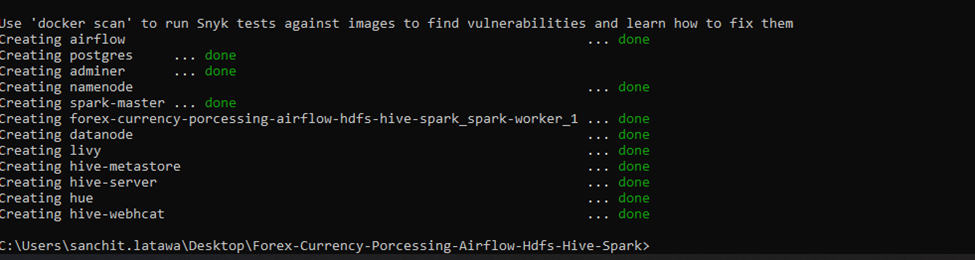 Use 'docker scan' to run Snyk tests against images to find vulnerabilities and learn how to fix them
Creating airflow ... done
Creating postgres ... done
Creating adminer ... done
Creating namenode ... done
Creating spark-master ... done
Creating forex-currency-porcessing-airflow-hdfs-hive-spark_spark-worker_1 ... done
Creating datanode ... done
Creating livy ... done
Creating hive-metastore ... done
Creating hive-server ... done
Creating hue ... done
Creating hive-webhcat ... done
C:\Users\sanchit.latawa\Desktop\Forex-Currency-Porcessing-Airflow-Hdfs-Hive-Spark>